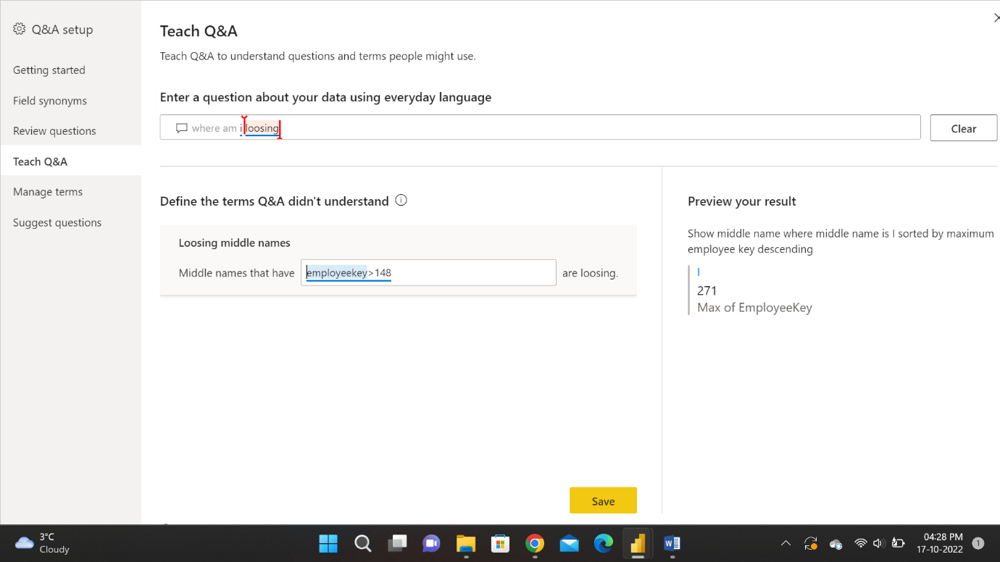 Q&A setup
Getting started
Field synonyms
Review questions
Teach Q&A
Manage terms
Suggest questions
Teach Q&A
Teach Q&A to understand questions and terms people might use.
Enter a question about your data using everyday language
where am i loosing
Clear
Define the terms Q&A didn't understand
Loosing middle names
Middle names that have employeekey>148 are loosing.
Save
Preview your result
Show middle name where middle name is I sorted by maximum
employee key descending
I
271
Max of EmployeeKey
3°C
Cloudy
04:28 PM
17-10-2022
1